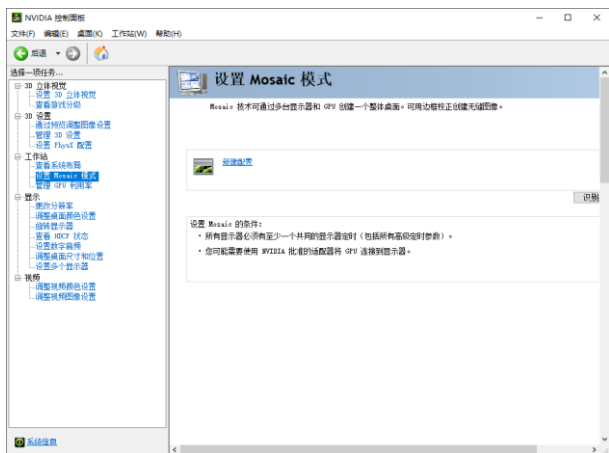 NVIDIA 控制面板
文件(F) 编辑(E) 桌面(K) 工作站(W) 帮助(H)
后退
选择一项任务...
3D 立体视觉
设置 3D 立体视觉
查看游戏分级
3D 设置
通过预览调整图像设置
管理 3D 设置
设置 PhysX 配置
工作站
查看系统布局
设置 Mosaic 模式
管理 GPU 利用率
显示
更改分辨率
调整桌面颜色设置
旋转显示器
查看 HDCP 状态
设置数字音频
调整桌面尺寸和位置
设置多个显示器
视频
调整视频颜色设置
调整视频图像设置
系统信息
设置 Mosaic 模式
Mosaic 技术可通过多台显示器和 GPU 创建一个整体桌面。可用边框校正创建无缝图像。
新建配置
识别
设置 Mosaic 的条件:
• 所有显示器必须有至少一个共同的显示器定时(包括所有高级定时参数)。
• 您可能需要使用 NVIDIA 批准的适配器将 GPU 连接到显示器。